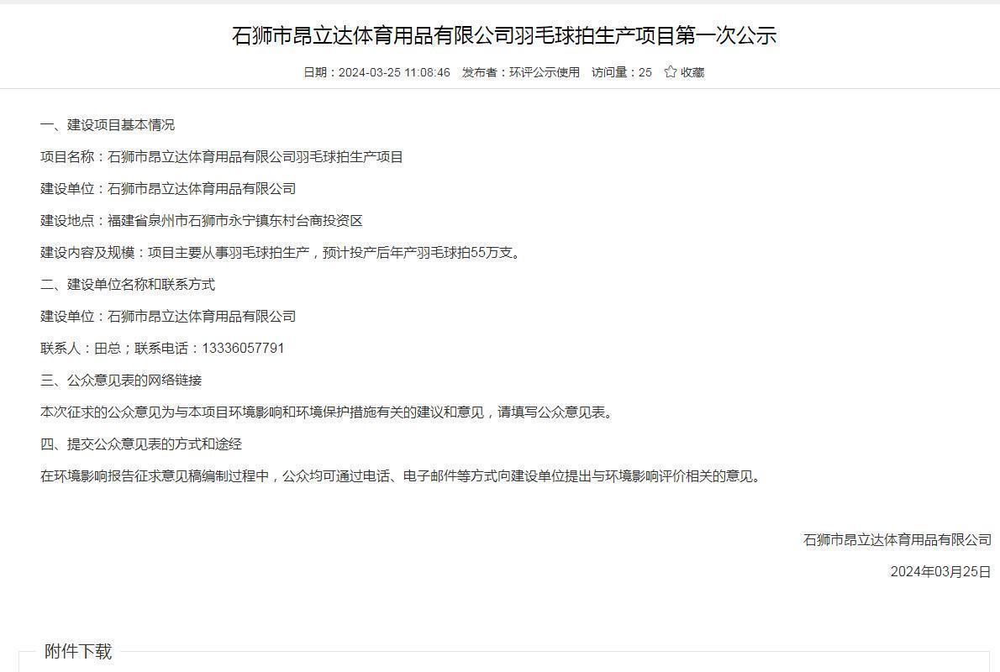 石狮市昂立达体育用品有限公司羽毛球拍生产项目第一次公示
日期：2024-03-25 11:08:46 发布者：环评公示使用 访问量：25 ☆ 收藏
一、建设项目基本情况
项目名称：石狮市昂立达体育用品有限公司羽毛球拍生产项目
建设单位：石狮市昂立达体育用品有限公司
建设地点：福建省泉州市石狮市永宁镇东村台商投资区
建设内容及规模：项目主要从事羽毛球拍生产，预计投产后年产羽毛球拍55万支。
二、建设单位名称和联系方式
建设单位：石狮市昂立达体育用品有限公司
联系人：田总；联系电话：13336057791
三、公众意见表的网络链接
本次征求的公众意见为与本项目环境影响和环境保护措施有关的建议和意见，请填写公众意见表。
四、提交公众意见表的方式和途经
在环境影响报告征求意见稿编制过程中，公众均可通过电话、电子邮件等方式向建设单位提出与环境影响评价相关的意见。
石狮市昂立达体育用品有限公司
2024年03月25日
附件下载